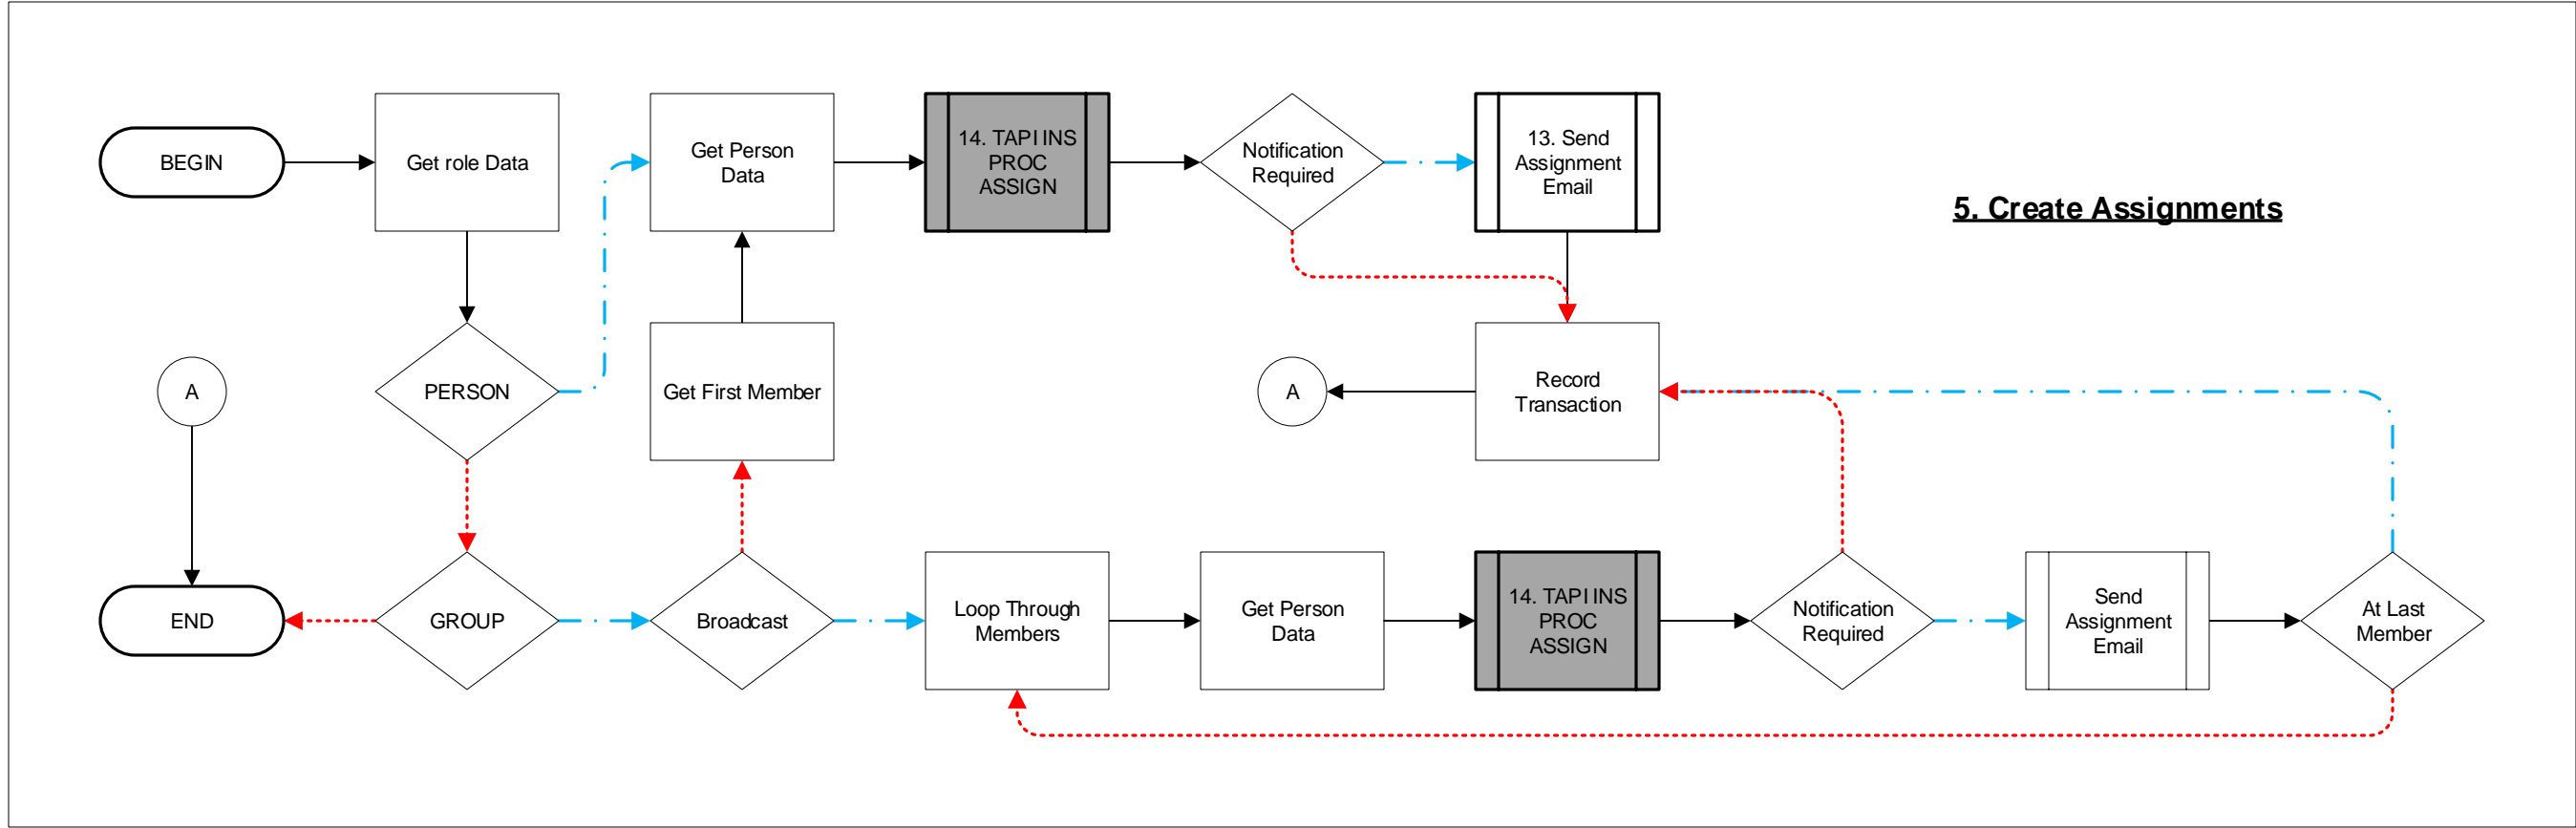 BEGIN
Get role Data
Get Person
Data
14. TAPI INS
PROC
ASSIGN
Notification
Required
13. Send
Assignment
Email
5. Create Assignments
A
PERSON
Get First Member
A
Record
Transaction
END
GROUP
Broadcast
Loop Through
Members
Get Person
Data
14. TAPI INS
PROC
ASSIGN
Notification
Required
Send
Assignment
Email
At Last
Member